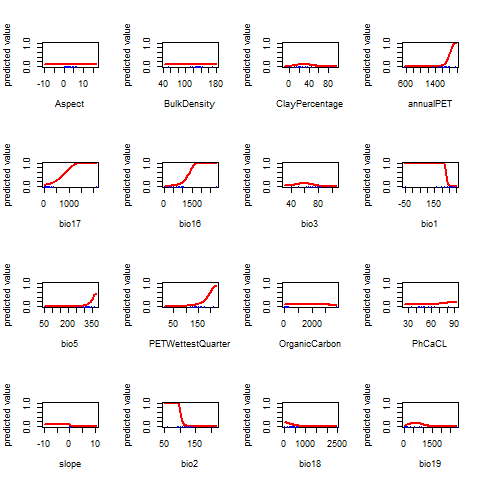 predicted value predicted value predicted value predicted value
1.0 1.0 1.0 1.0
0.0 0.0 0.0 0.0
-10 0 5 10 40 100 180 0 40 80 600 1400
Aspect BulkDensity ClayPercentage annualPET
predicted value predicted value predicted value predicted value
1.0 1.0 1.0 1.0
0.0 0.0 0.0 0.0
0 1000 0 1500 40 80 -50 150
bio17 bio16 bio3 bio1
predicted value predicted value predicted value predicted value
1.0 1.0 1.0 1.0
0.0 0.0 0.0 0.0
50 200 350 50 150 0 2000 30 50 70 90
bio5 PETWettestQuarter OrganicCarbon PhCaCL
predicted value predicted value predicted value predicted value
1.0 1.0 1.0 1.0
0.0 0.0 0.0 0.0
-10 0 5 10 50 150 0 1000 2500 0 1500
slope bio2 bio18 bio19